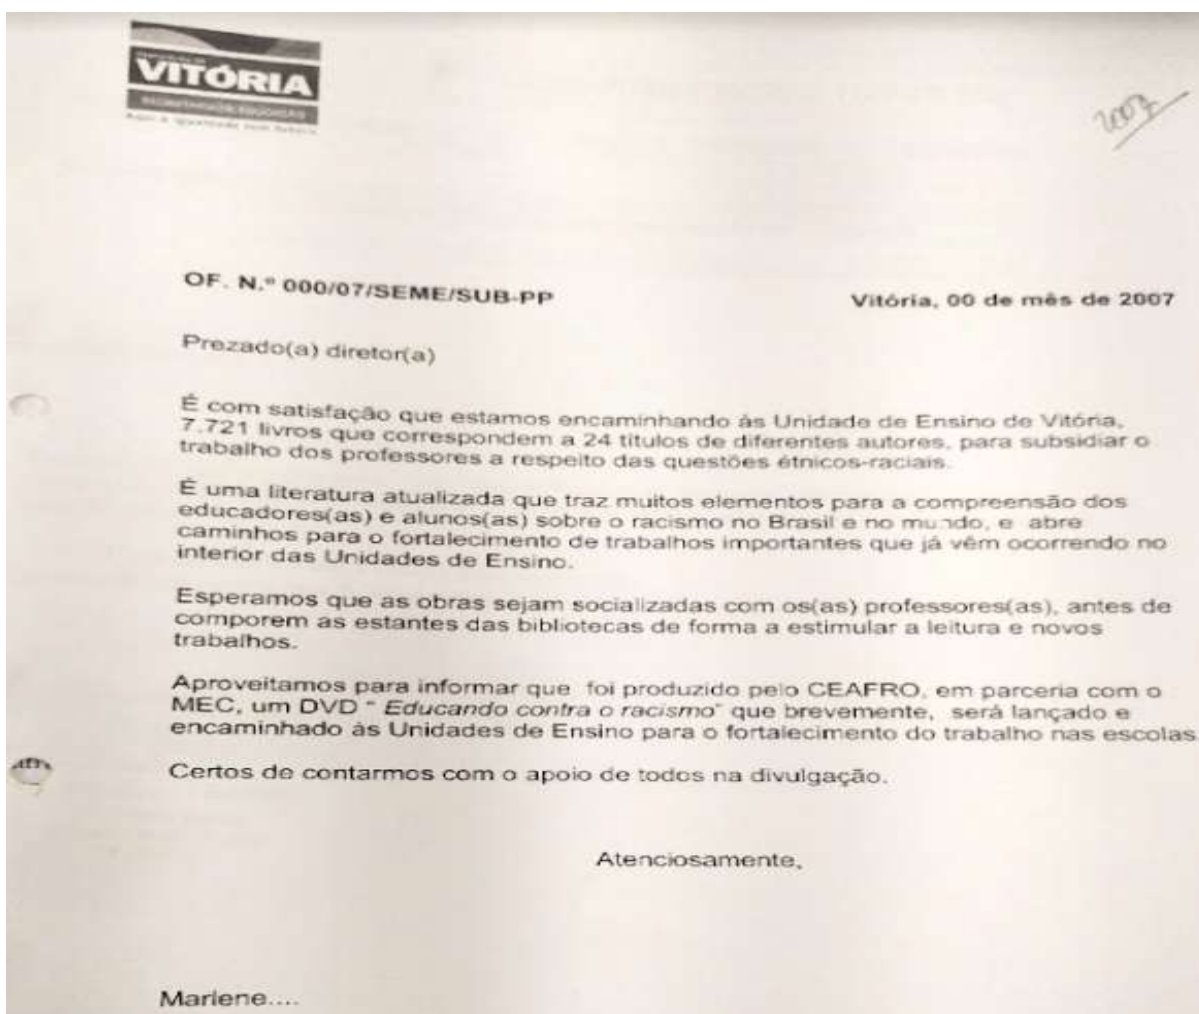 VITÓRIA
2007
OF. N.º 000/07/SEME/SUB-PP
Vitória, 00 de mês de 2007
Prezado(a) diretor(a)
É com satisfação que estamos encaminhando às Unidade de Ensino de Vitória,
7.721 livros que correspondem a 24 títulos de diferentes autores, para subsidiar o
trabalho dos professores a respeito das questões étnicos-raciais.
É uma literatura atualizada que traz muitos elementos para a compreensão dos
educadores(as) e alunos(as) sobre o racismo no Brasil e no mundo, e abre
caminhos para o fortalecimento de trabalhos importantes que já vêm ocorrendo no
interior das Unidades de Ensino.
Esperamos que as obras sejam socializadas com os(as) professores(as), antes de
comporem as estantes das bibliotecas de forma a estimular a leitura e novos
trabalhos.
Aproveitamos para informar que foi produzido pelo CEAFRO, em parceria com o
MEC, um DVD " Educando contra o racismo" que brevemente, será lançado e
encaminhado às Unidades de Ensino para o fortalecimento do trabalho nas escolas
Certos de contarmos com o apoio de todos na divulgação.
Atenciosamente,
Marlene....